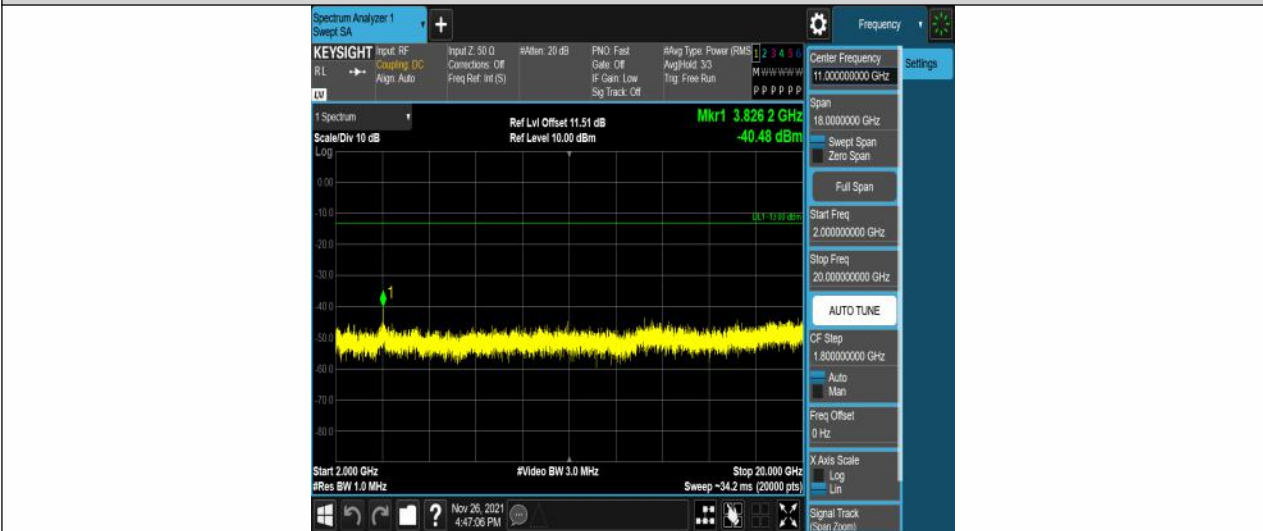 Spectrum Analyzer 1
Swept SA
+
Frequency
KEYSIGHT
Input: RF
Coupling: DC
Align: Auto
Input Z: 50 Ω
Corrections: Off
Freq Ref: Int (S)
#Atten: 20 dB
PNO: Fast
Gate: Off
IF Gain: Low
Sig Track: Off
#Avg Type: Power (RMS
Avg|Hold: 3/3
Trig: Free Run
1 2 3 4 5 6
M W W W W W
P P P P P P
RL
LV
1 Spectrum
Scale/Div 10 dB
Log
Ref Lvl Offset 11.51 dB
Ref Level 10.00 dBm
Mkr1 3.826 2 GHz
-40.48 dBm
0.00
-10.0
DL1 -13.00 dBm
-20.0
-30.0
1
-40.0
-50.0
-60.0
-70.0
-80.0
Start 2.000 GHz
#Res BW 1.0 MHz
#Video BW 3.0 MHz
Stop 20.000 GHz
Sweep ~34.2 ms (20000 pts)
Center Frequency
11.000000000 GHz
Settings
Span
18.0000000 GHz
Swept Span
Zero Span
Full Span
Start Freq
2.000000000 GHz
Stop Freq
20.000000000 GHz
AUTO TUNE
CF Step
1.800000000 GHz
Auto
Man
Freq Offset
0 Hz
X Axis Scale
Log
Lin
Signal Track
(Span Zoom)
?
Nov 26, 2021
4:47:06 PM